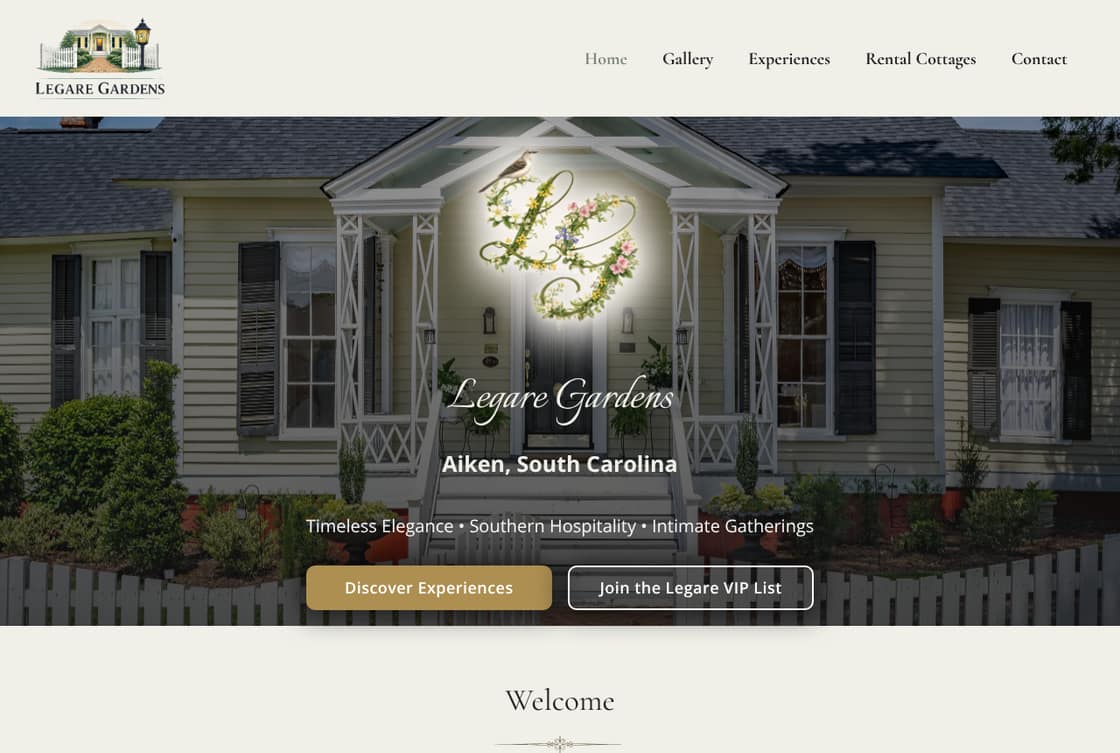 LEGARE GARDENS
Home Gallery Experiences Rental Cottages Contact
LG
Legare Gardens
Aiken, South Carolina
Timeless Elegance • Southern Hospitality • Intimate Gatherings
Discover Experiences Join the Legare VIP List
Welcome